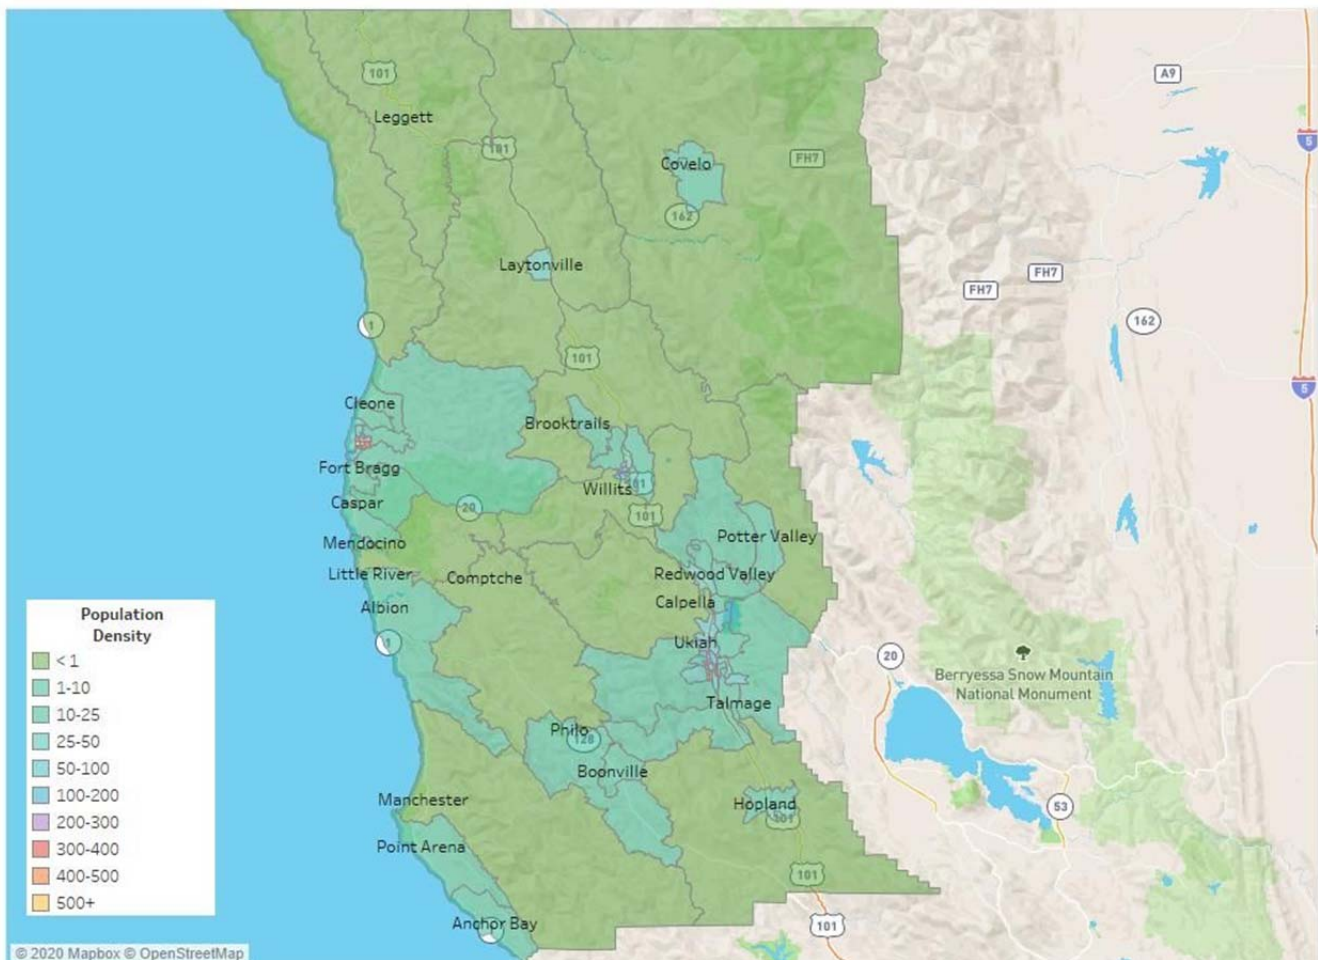 101
A9
Leggett
101
5
Covelo
FH7
162
Laytonville
FH7
FH7
1
162
101
5
Cleone
Brooktrails
Fort Bragg
Willits
101
Caspar
20
101
Mendocino
Potter Valley
Little River
Comptche
Redwood Valley
Albion
Calpella
1
Ukiah
20
Berryessa Snow Mountain
National Monument
Talmage
Philo
128
Boonville
Manchester
Hopland
101
53
Point Arena
101
Anchor Bay
1
101
Population
Density
< 1
1-10
10-25
25-50
50-100
100-200
200-300
300-400
400-500
500+
© 2020 Mapbox © OpenStreetMap